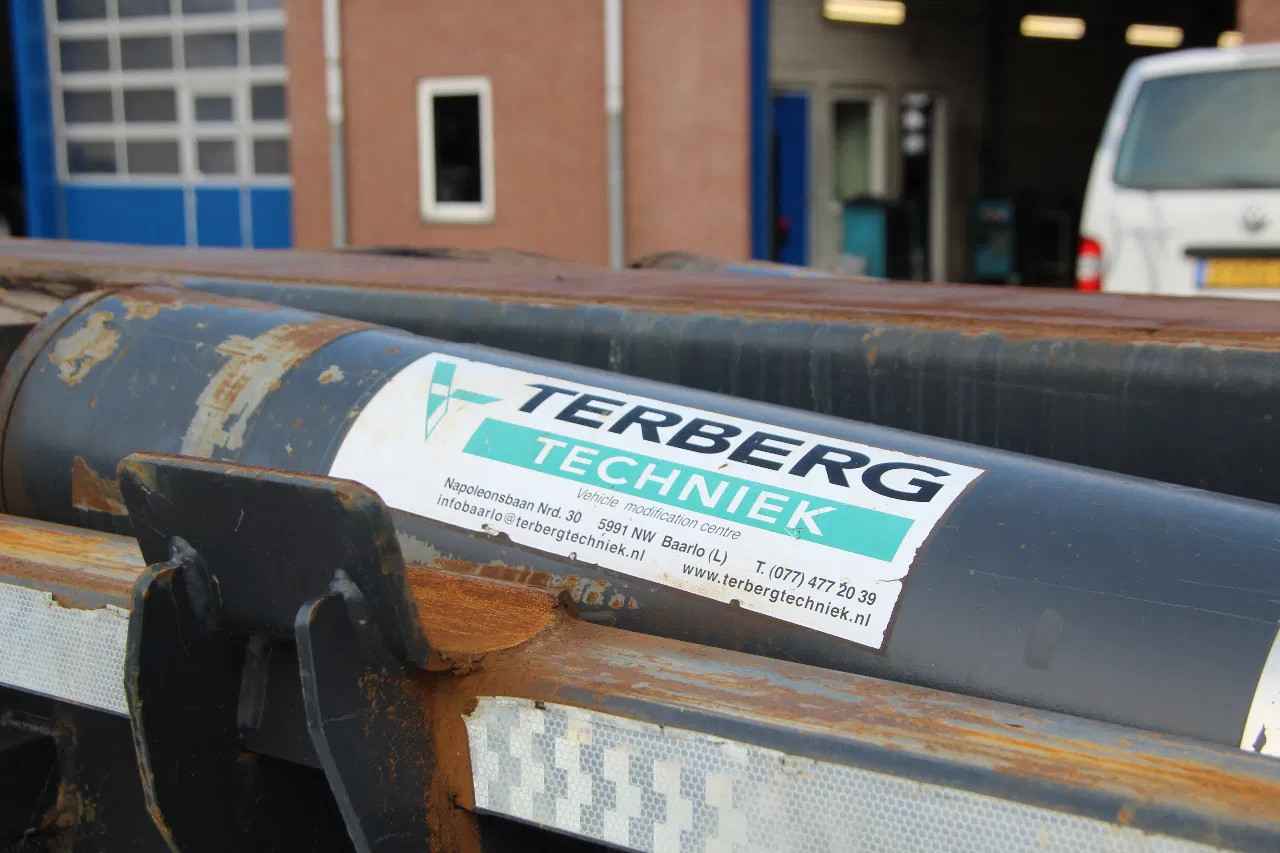 TERBERG
TECHNIEK
Vehicle modification centre
Napoleonsbaan Nrd. 30 5991 NW Baarlo (L) T. (077) 477 20 39
infobaarlo@terbergtechniek.nl www.terbergtechniek.nl